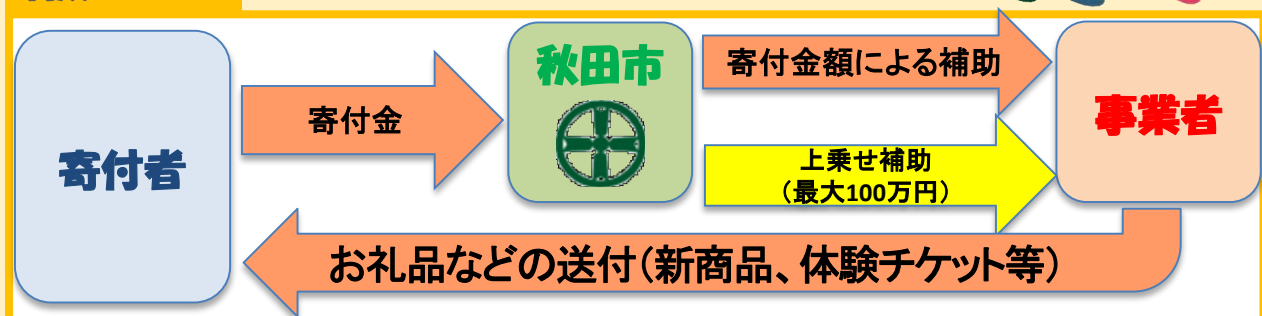 寄付者
寄付金
秋田市
寄付金額による補助
上乗せ補助
（最大100万円）
事業者
お礼品などの送付（新商品、体験チケット等）